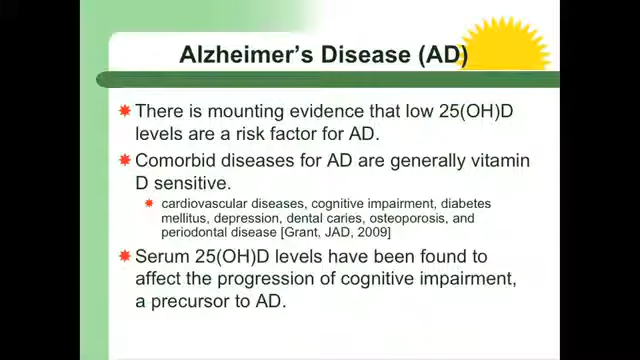 Alzheimer's Disease (AD)
There is mounting evidence that low 25(OH)D
levels are a risk factor for AD.
Comorbid diseases for AD are generally vitamin
D sensitive.
cardiovascular diseases, cognitive impairment, diabetes
mellitus, depression, dental caries, osteoporosis, and
periodontal disease [Grant, JAD, 2009]
Serum 25(OH)D levels have been found to
affect the progression of cognitive impairment,
a precursor to AD.